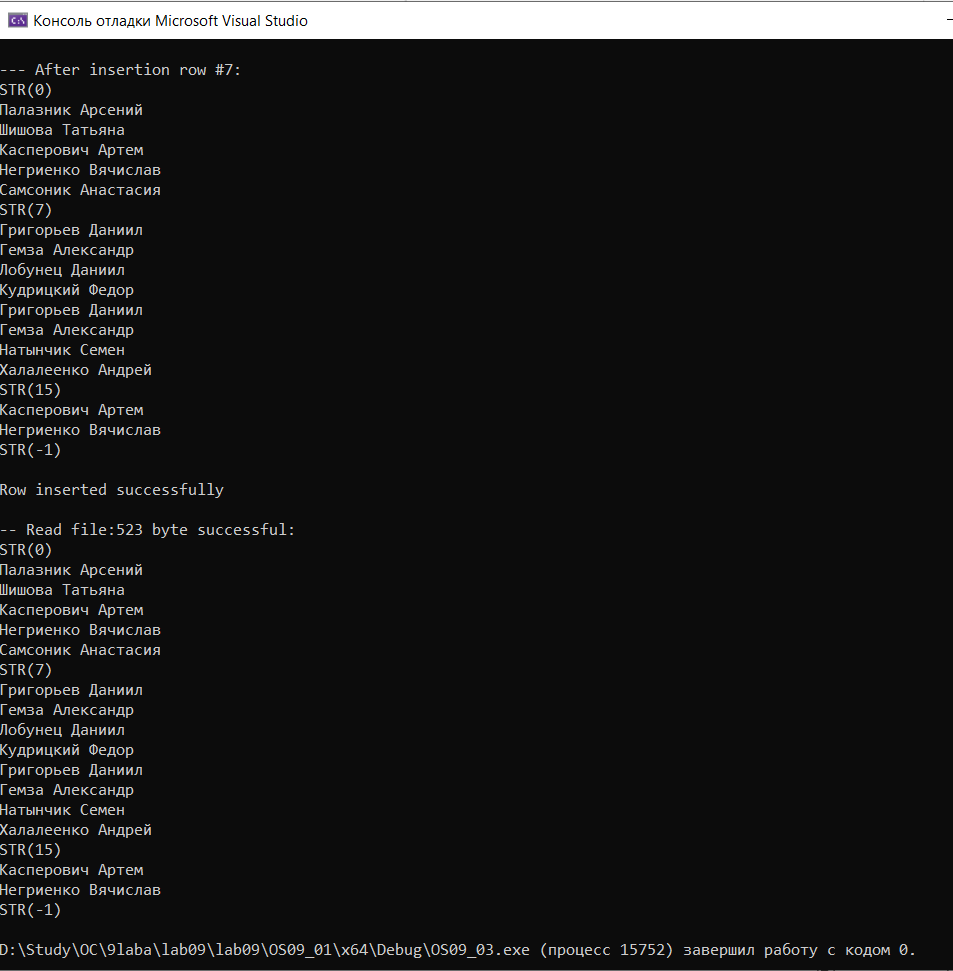 Консоль отладки Microsoft Visual Studio
--- After insertion row #7:
STR(0)
Палазник Арсений
Шишова Татьяна
Касперович Артем
Негриенко Вячислав
Самсоник Анастасия
STR(7)
Григорьев Даниил
Гемза Александр
Лобунец Даниил
Кудрицкий Федор
Григорьев Даниил
Гемза Александр
Натынчик Семен
Халалеенко Андрей
STR(15)
Касперович Артем
Негриенко Вячислав
STR(-1)
Row inserted successfully
-- Read file:523 byte successful:
STR(0)
Палазник Арсений
Шишова Татьяна
Касперович Артем
Негриенко Вячислав
Самсоник Анастасия
STR(7)
Григорьев Даниил
Гемза Александр
Лобунец Даниил
Кудрицкий Федор
Григорьев Даниил
Гемза Александр
Натынчик Семен
Халалеенко Андрей
STR(15)
Касперович Артем
Негриенко Вячислав
STR(-1)
D:\Study\OC\9laba\lab09\lab09\OS09_01\x64\Debug\OS09_03.exe (процесс 15752) завершил работу с кодом 0.